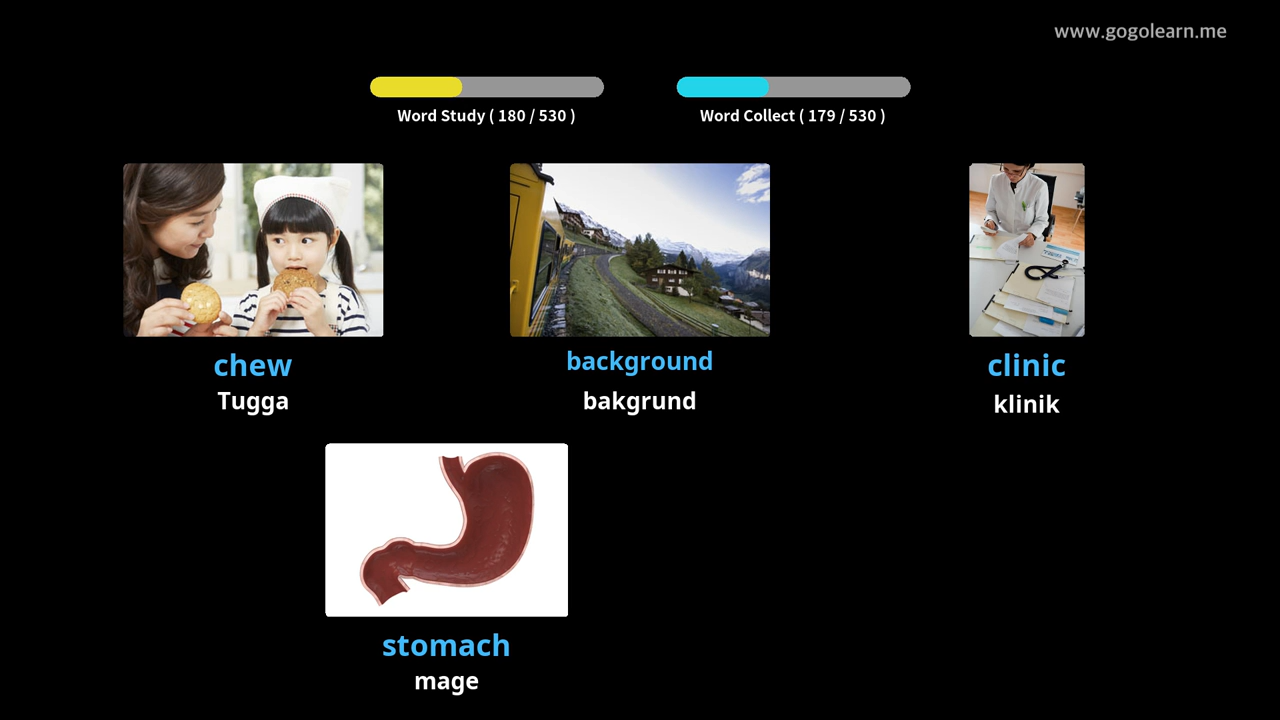 www.gogolearn.me
Word Study ( 180 / 530 )
Word Collect ( 179 / 530 )
chew
Tugga
background
bakgrund
clinic
klinik
stomach
mage